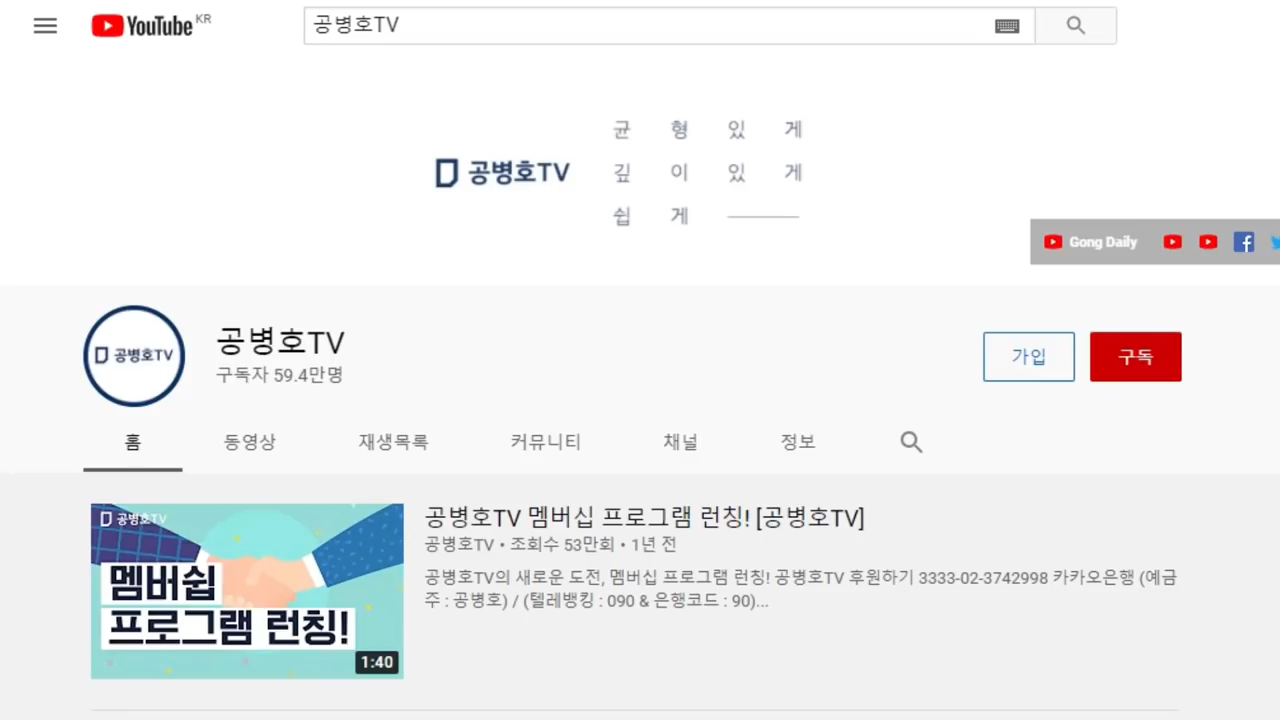 YouTube KR
공병호TV
균 형 있 게
공병호TV
깊 이 있 게
쉽 게
Gong Daily
공병호TV
공병호TV
구독자 59.4만명
가입
구독
홈
동영상
재생목록
커뮤니티
채널
정보
공병호TV
멤버쉽
프로그램 런칭!
1:40
공병호TV 멤버십 프로그램 런칭! [공병호TV]
공병호TV • 조회수 53만회 • 1년 전
공병호TV의 새로운 도전, 멤버십 프로그램 런칭! 공병호TV 후원하기 3333-02-3742998 카카오은행 (예금
주 : 공병호) / (텔레뱅킹 : 090 & 은행코드 : 90)...